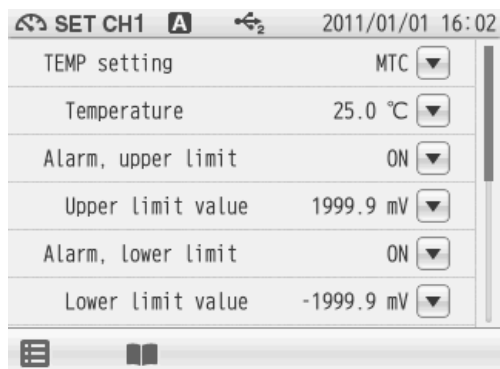 SET CH1 A 2 2011/01/01 16:02
TEMP setting MTC
Temperature 25.0 ℃
Alarm, upper limit ON
Upper limit value 1999.9 mV
Alarm, lower limit ON
Lower limit value -1999.9 mV